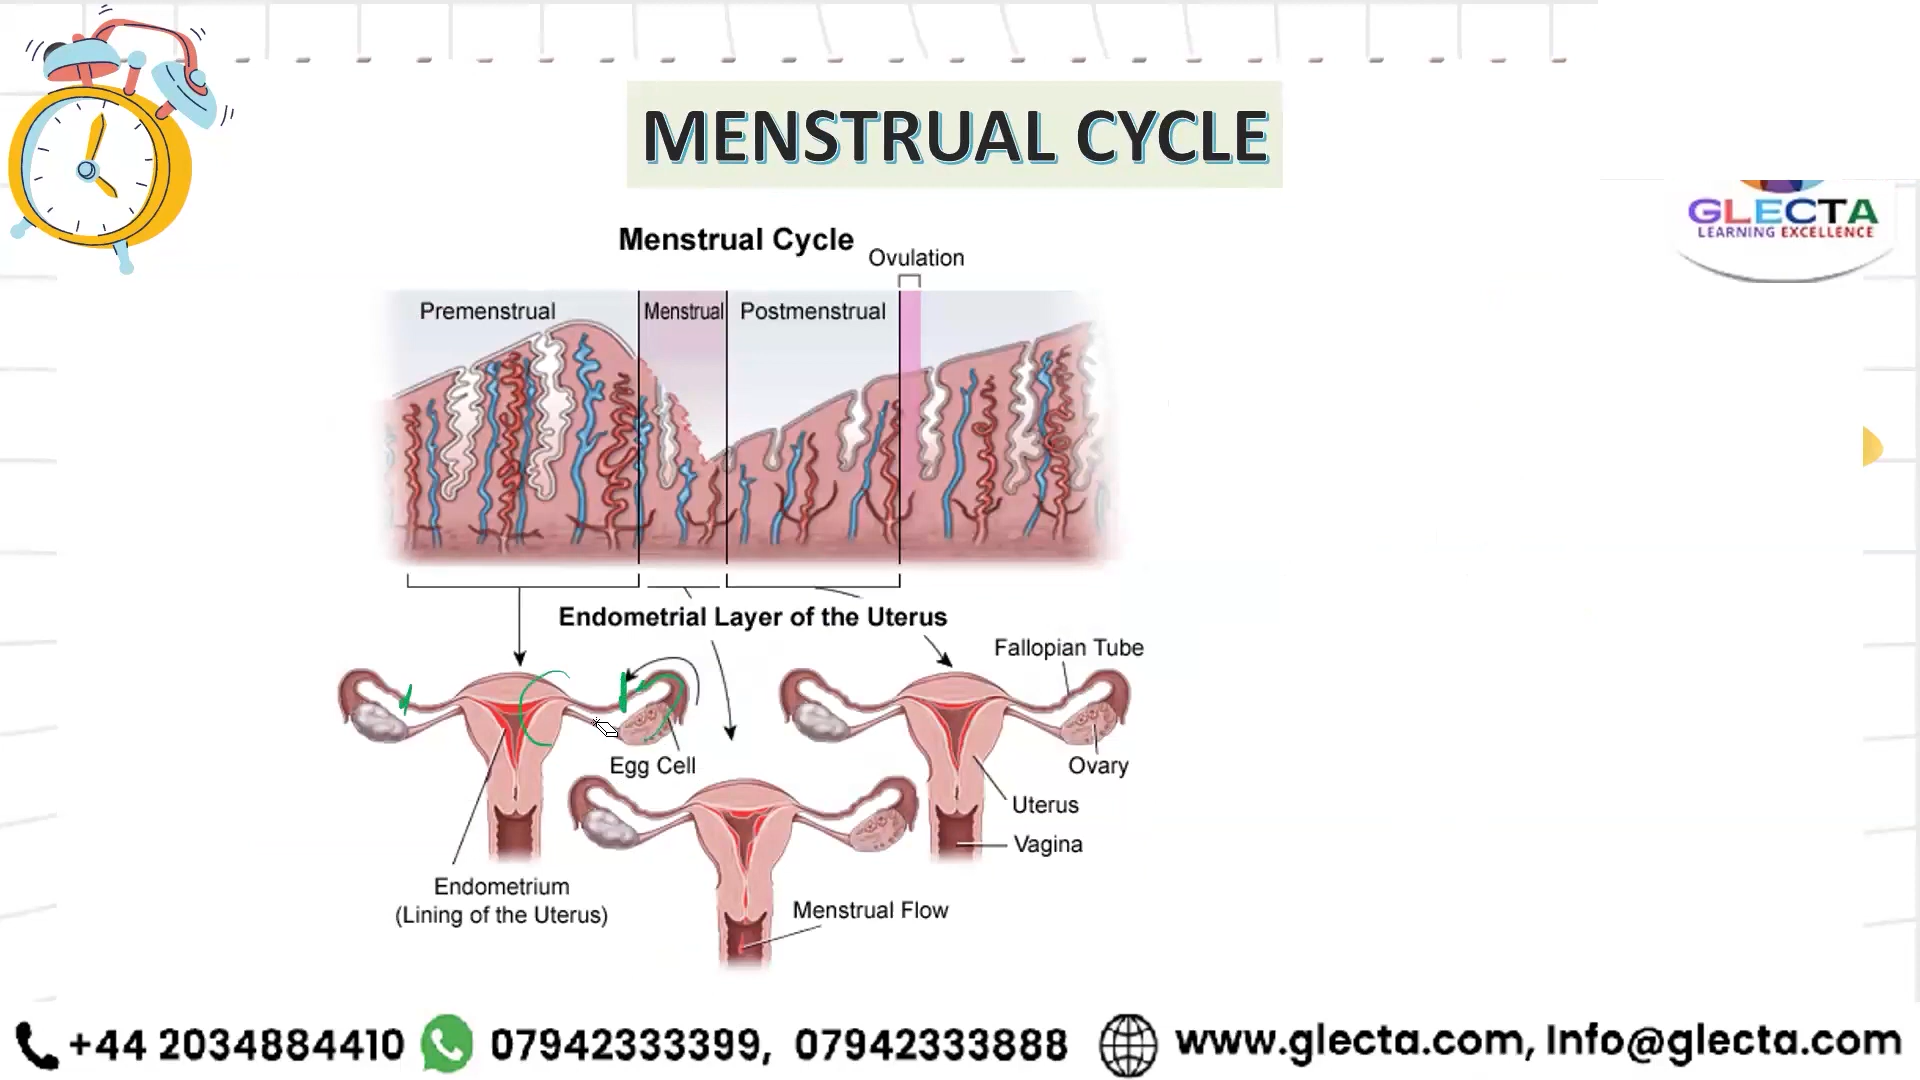 MENSTRUAL CYCLE
GLECTA
LEARNING EXCELLENCE
Menstrual Cycle
Ovulation
Premenstrual
Menstrual
Postmenstrual
Endometrial Layer of the Uterus
Fallopian Tube
Egg Cell
Ovary
Uterus
Vagina
Endometrium
(Lining of the Uterus)
Menstrual Flow
+44 2034884410 07942333399, 07942333888 www.glecta.com, Info@glecta.com